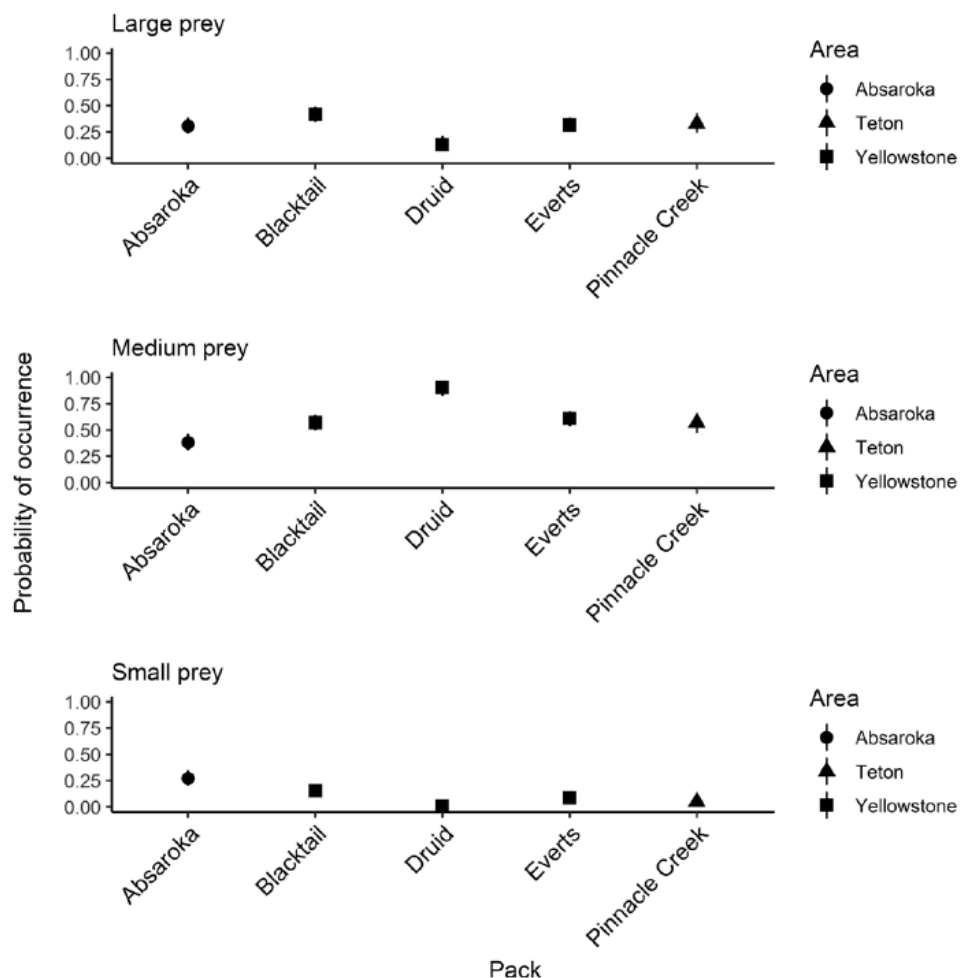 Large prey
1.00
0.75
0.50
0.25
0.00
Absaroka
Blacktail
Druid
Everts
Pinnacle Creek
Area
Absaroka
Teton
Yellowstone
Probability of occurrence
Medium prey
1.00
0.75
0.50
0.25
0.00
Absaroka
Blacktail
Druid
Everts
Pinnacle Creek
Area
Absaroka
Teton
Yellowstone
Small prey
1.00
0.75
0.50
0.25
0.00
Absaroka
Blacktail
Druid
Everts
Pinnacle Creek
Area
Absaroka
Teton
Yellowstone
Pack